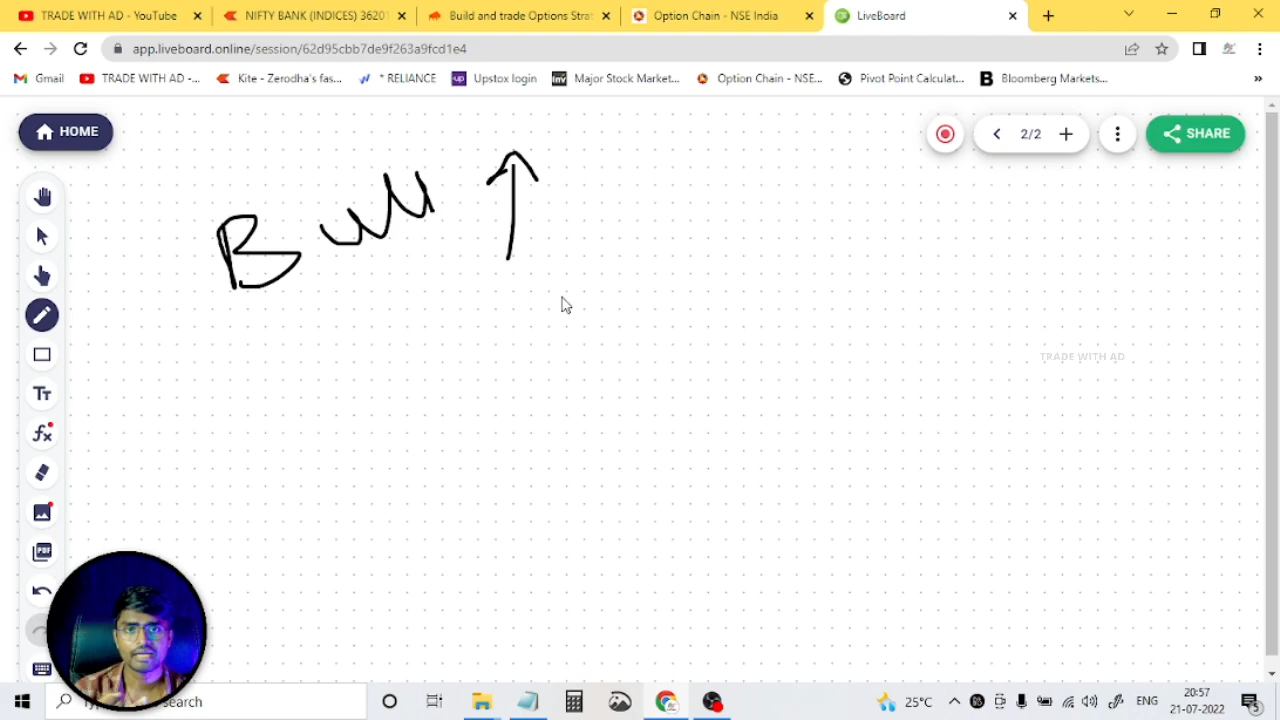 TRADE WITH AD - YouTube
NIFTY BANK (INDICES) 3620
Build and trade Options Strat
Option Chain - NSE India
LiveBoard
app.liveboard.online/session/62d95cbb7de9f263a9fcd1e4
Gmail
TRADE WITH AD -...
Kite - Zerodha's fas...
* RELIANCE
Upstox login
Major Stock Market...
Option Chain - NSE...
Pivot Point Calculat...
Bloomberg Markets...
HOME
2/2
SHARE
Bull ↑
TRADE WITH AD
search
25°C
ENG
20:57
21-07-2022
5